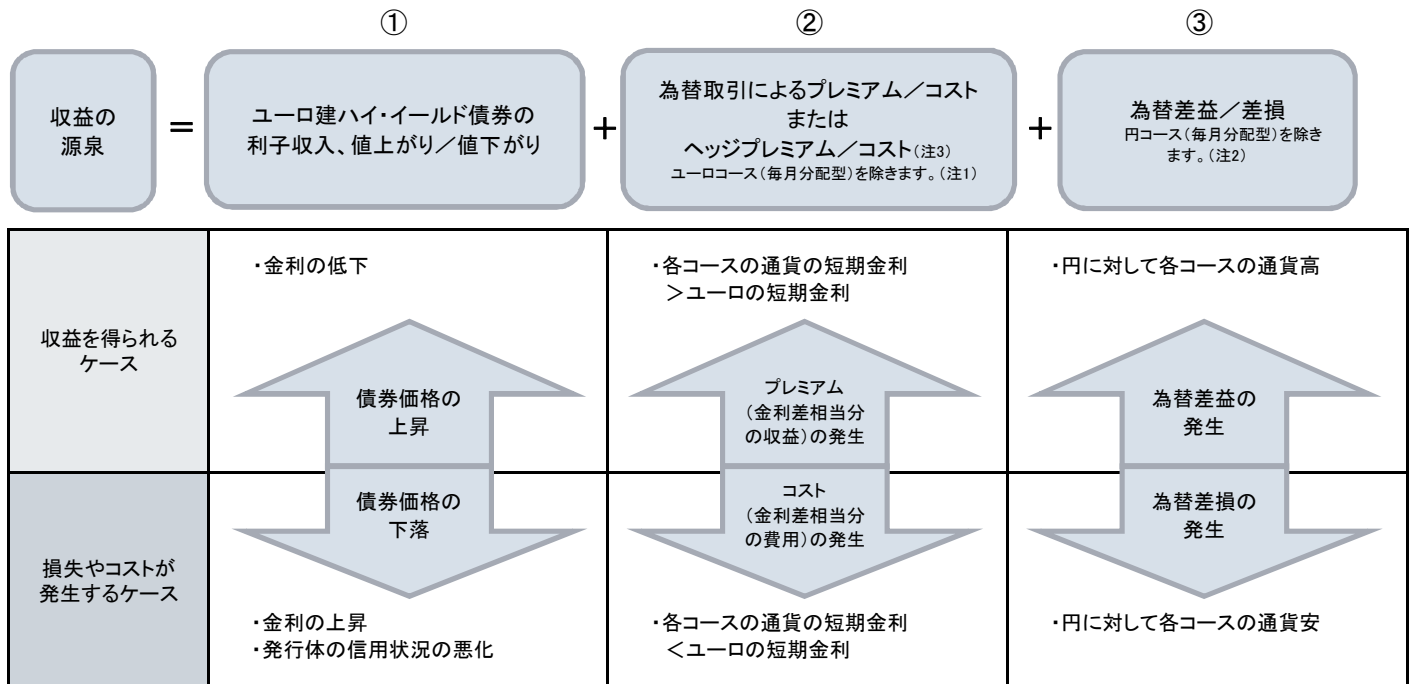 ①
②
③
収益の
源泉
＝
ユーロ建ハイ・イールド債券の
利子収入、値上がり／値下がり
＋
為替取引によるプレミアム／コスト
または
ヘッジプレミアム／コスト(注3)
ユーロコース(毎月分配型)を除きます。(注1)
＋
為替差益／差損
円コース(毎月分配型)を除き
ます。(注2)
収益を得られる
ケース
・金利の低下
債券価格の
上昇
・各コースの通貨の短期金利
＞ユーロの短期金利
プレミアム
(金利差相当分
の収益)の発生
・円に対して各コースの通貨高
為替差益の
発生
損失やコストが
発生するケース
債券価格の
下落
・金利の上昇
・発行体の信用状況の悪化
コスト
(金利差相当分
の費用)の発生
・各コースの通貨の短期金利
＜ユーロの短期金利
為替差損の
発生
・円に対して各コースの通貨安